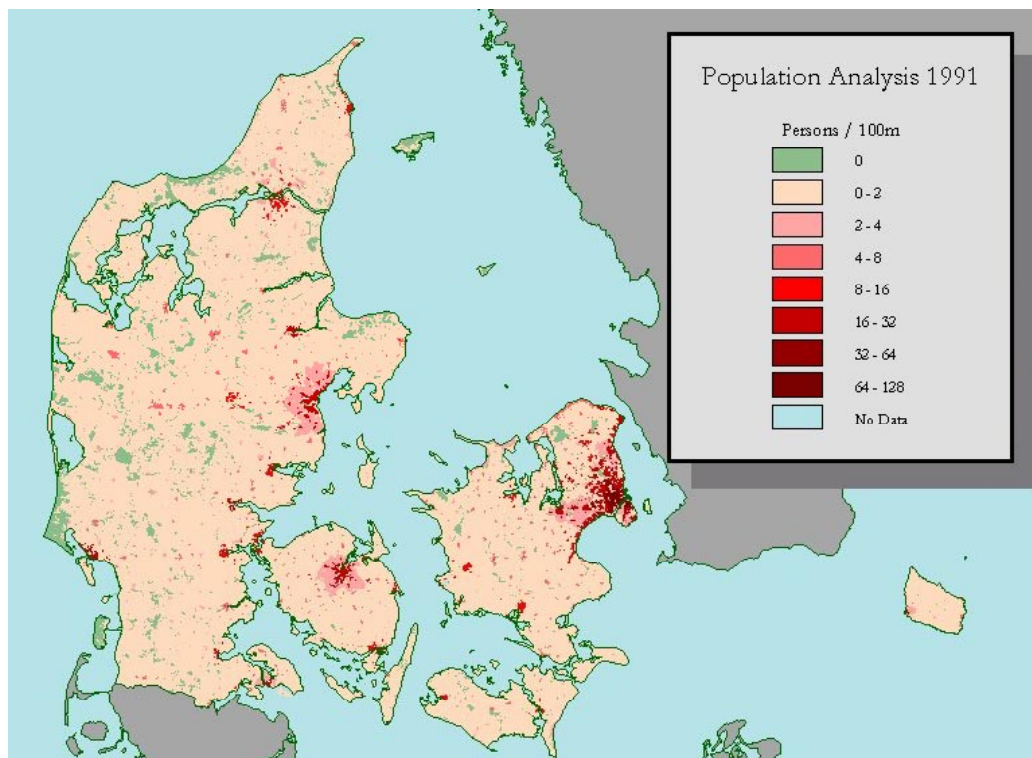 Population Analysis 1991
Persons / 100m
0
0 - 2
2 - 4
4 - 8
8 - 16
16 - 32
32 - 64
64 - 128
No Data